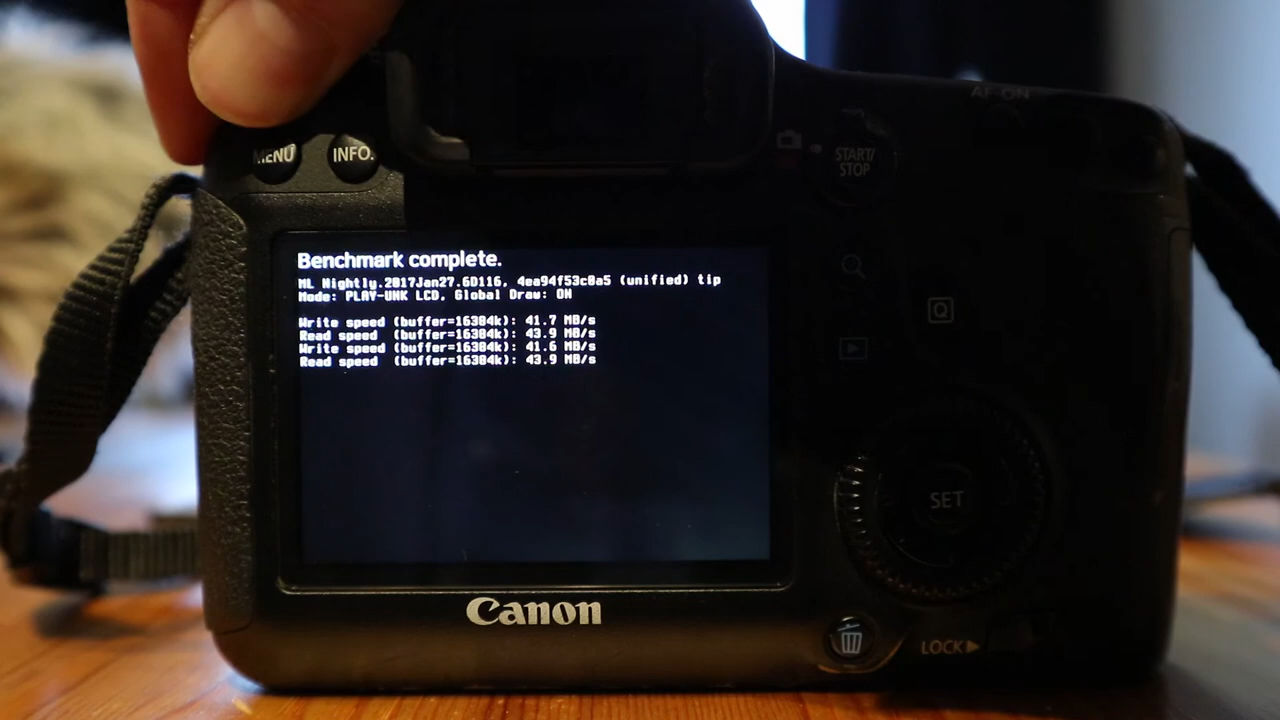 AF-ON
MENU
INFO.
START/
STOP
Benchmark complete.
ML Nightly.2017Jan27.6D116, 4ea94f53c0a5 (unified) tip
Mode: PLAY-UNK LCD, Global Draw: ON
Write speed (buffer=16384k): 41.7 MB/s
Read speed (buffer=16384k): 43.9 MB/s
Write speed (buffer=16384k): 41.6 MB/s
Read speed (buffer=16384k): 43.9 MB/s
Q
SET
Canon
LOCK